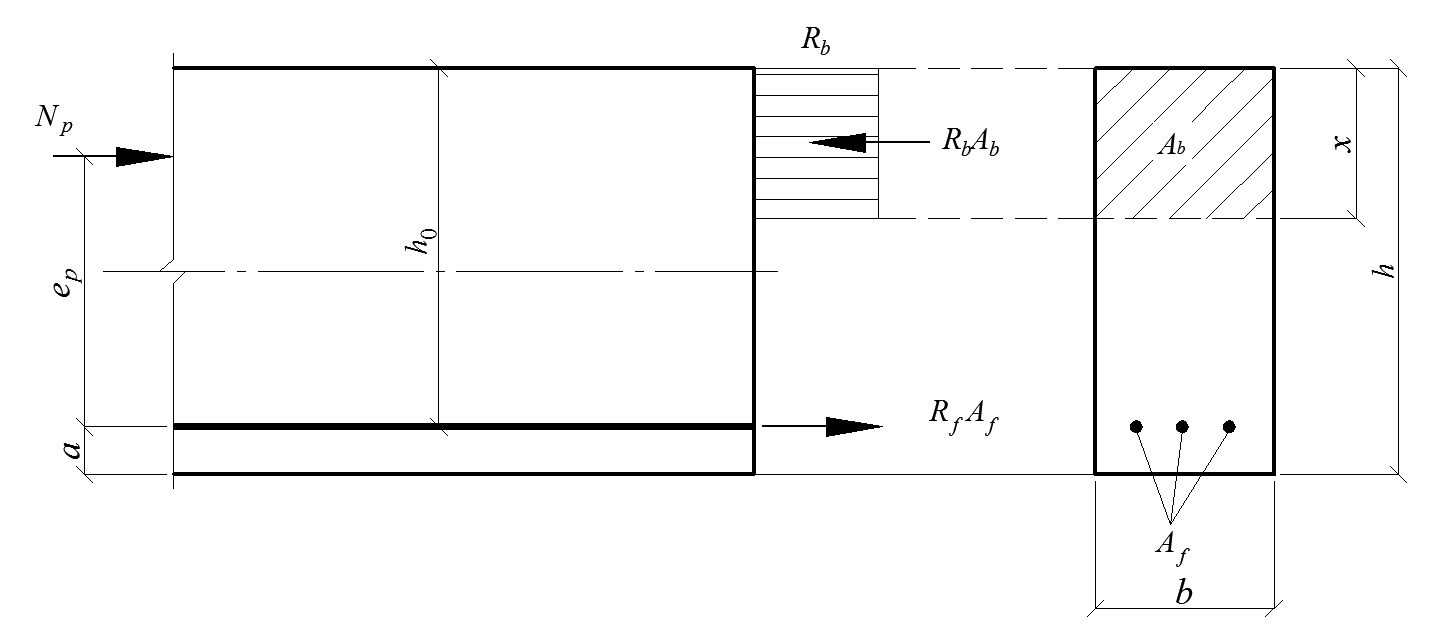 R_b
N_p
R_bA_b
A_b
x
h_0
h
e_p
R_fA_f
a
A_f
b